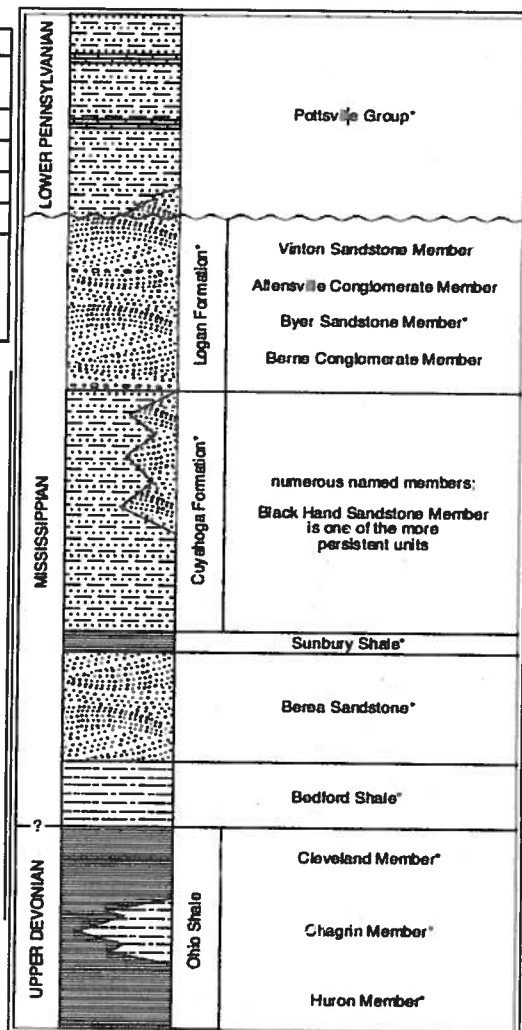 LOWER PENNSYLVANIAN
Pottsville Group*
MISSISSIPPIAN
Logan Formation*
Vinton Sandstone Member
Allensville Conglomerate Member
Byer Sandstone Member*
Berne Conglomerate Member
Cuyahoga Formation*
numerous named members;
Black Hand Sandstone Member
is one of the more
persistent units
Sunbury Shale*
Berea Sandstone*
Bedford Shale*
?
UPPER DEVONIAN
Ohio Shale
Cleveland Member*
Chagrin Member*
Huron Member*